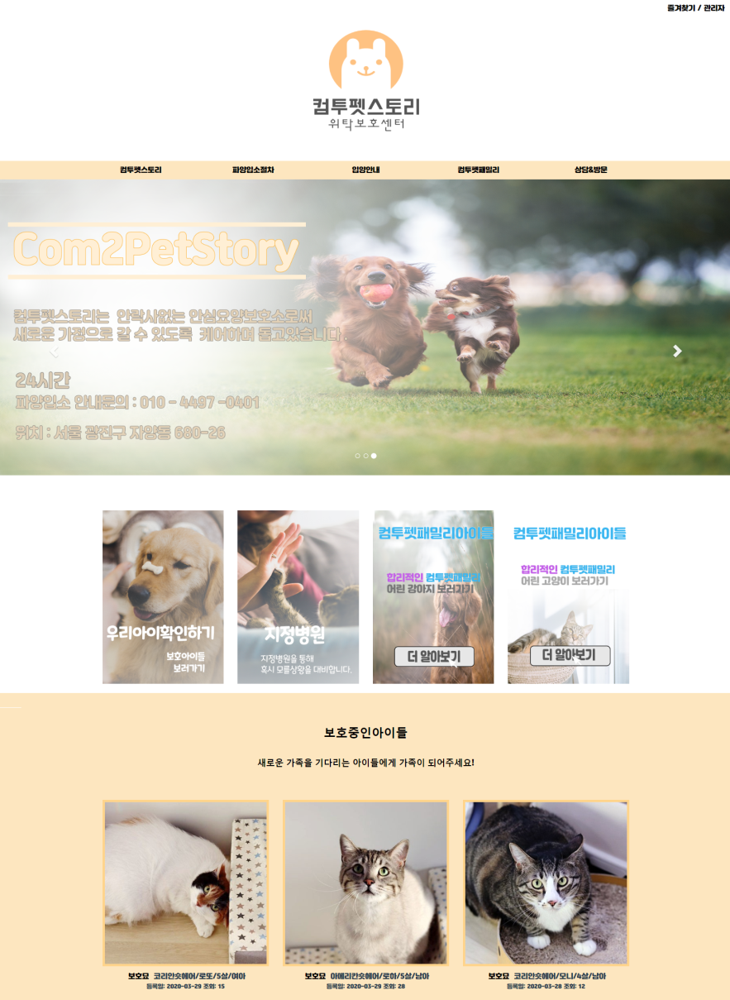 즐겨찾기 / 관리자
컴투펫스토리
위탁보호센터
컴투펫스토리 파양입소절차 입양안내 컴투펫패밀리 상담&방문
Com2PetStory
컴투펫스토리는 안락사없는 안심요양보호소로써
새로운 가정으로 갈 수 있도록 케어하며 돕고있습니다.
24시간
파양입소 안내문의 : 010 - 4497 -0401
위치 : 서울 광진구 자양동 680-26
우리아이확인하기
보호아이들
보러가기
지정병원
지정병원을 통해
혹시 모를상황을 대비합니다.
컴투펫패밀리아이들
합리적인 컴투펫패밀리
어린 강아지 보러가기
더 알아보기
컴투펫패밀리아이들
합리적인 컴투펫패밀리
어린 고양이 보러가기
더 알아보기
보호중인아이들
새로운 가족을 기다리는 아이들에게 가족이 되어주세요!
보호묘 코리안숏헤어/로또/5살/여아
등록일: 2020-03-29 조회: 15
보호묘 아메리칸숏헤어/로하/5살/남아
등록일: 2020-03-29 조회: 28
보호묘 코리안숏헤어/모니/4살/남아
등록일: 2020-03-28 조회: 12